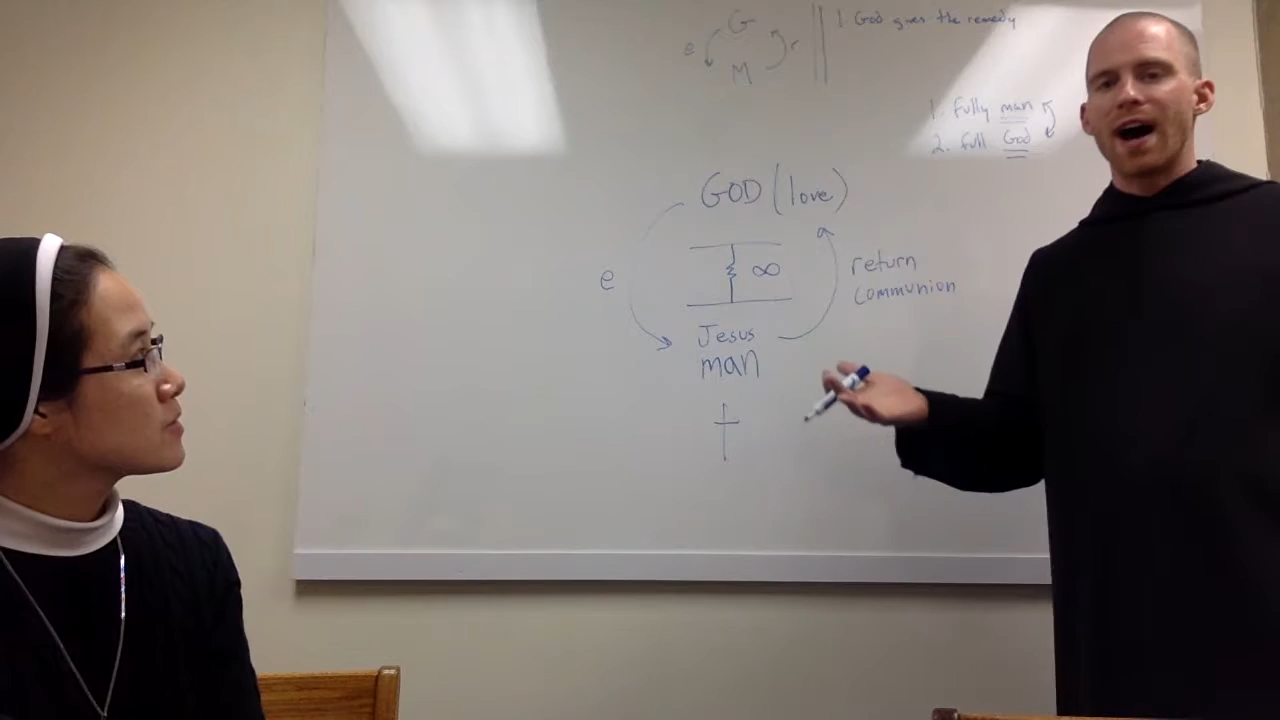 G
e r
M
1. God gives the remedy
1. fully man
2. full God
GOD (love)
e
∞
return
communion
Jesus
man